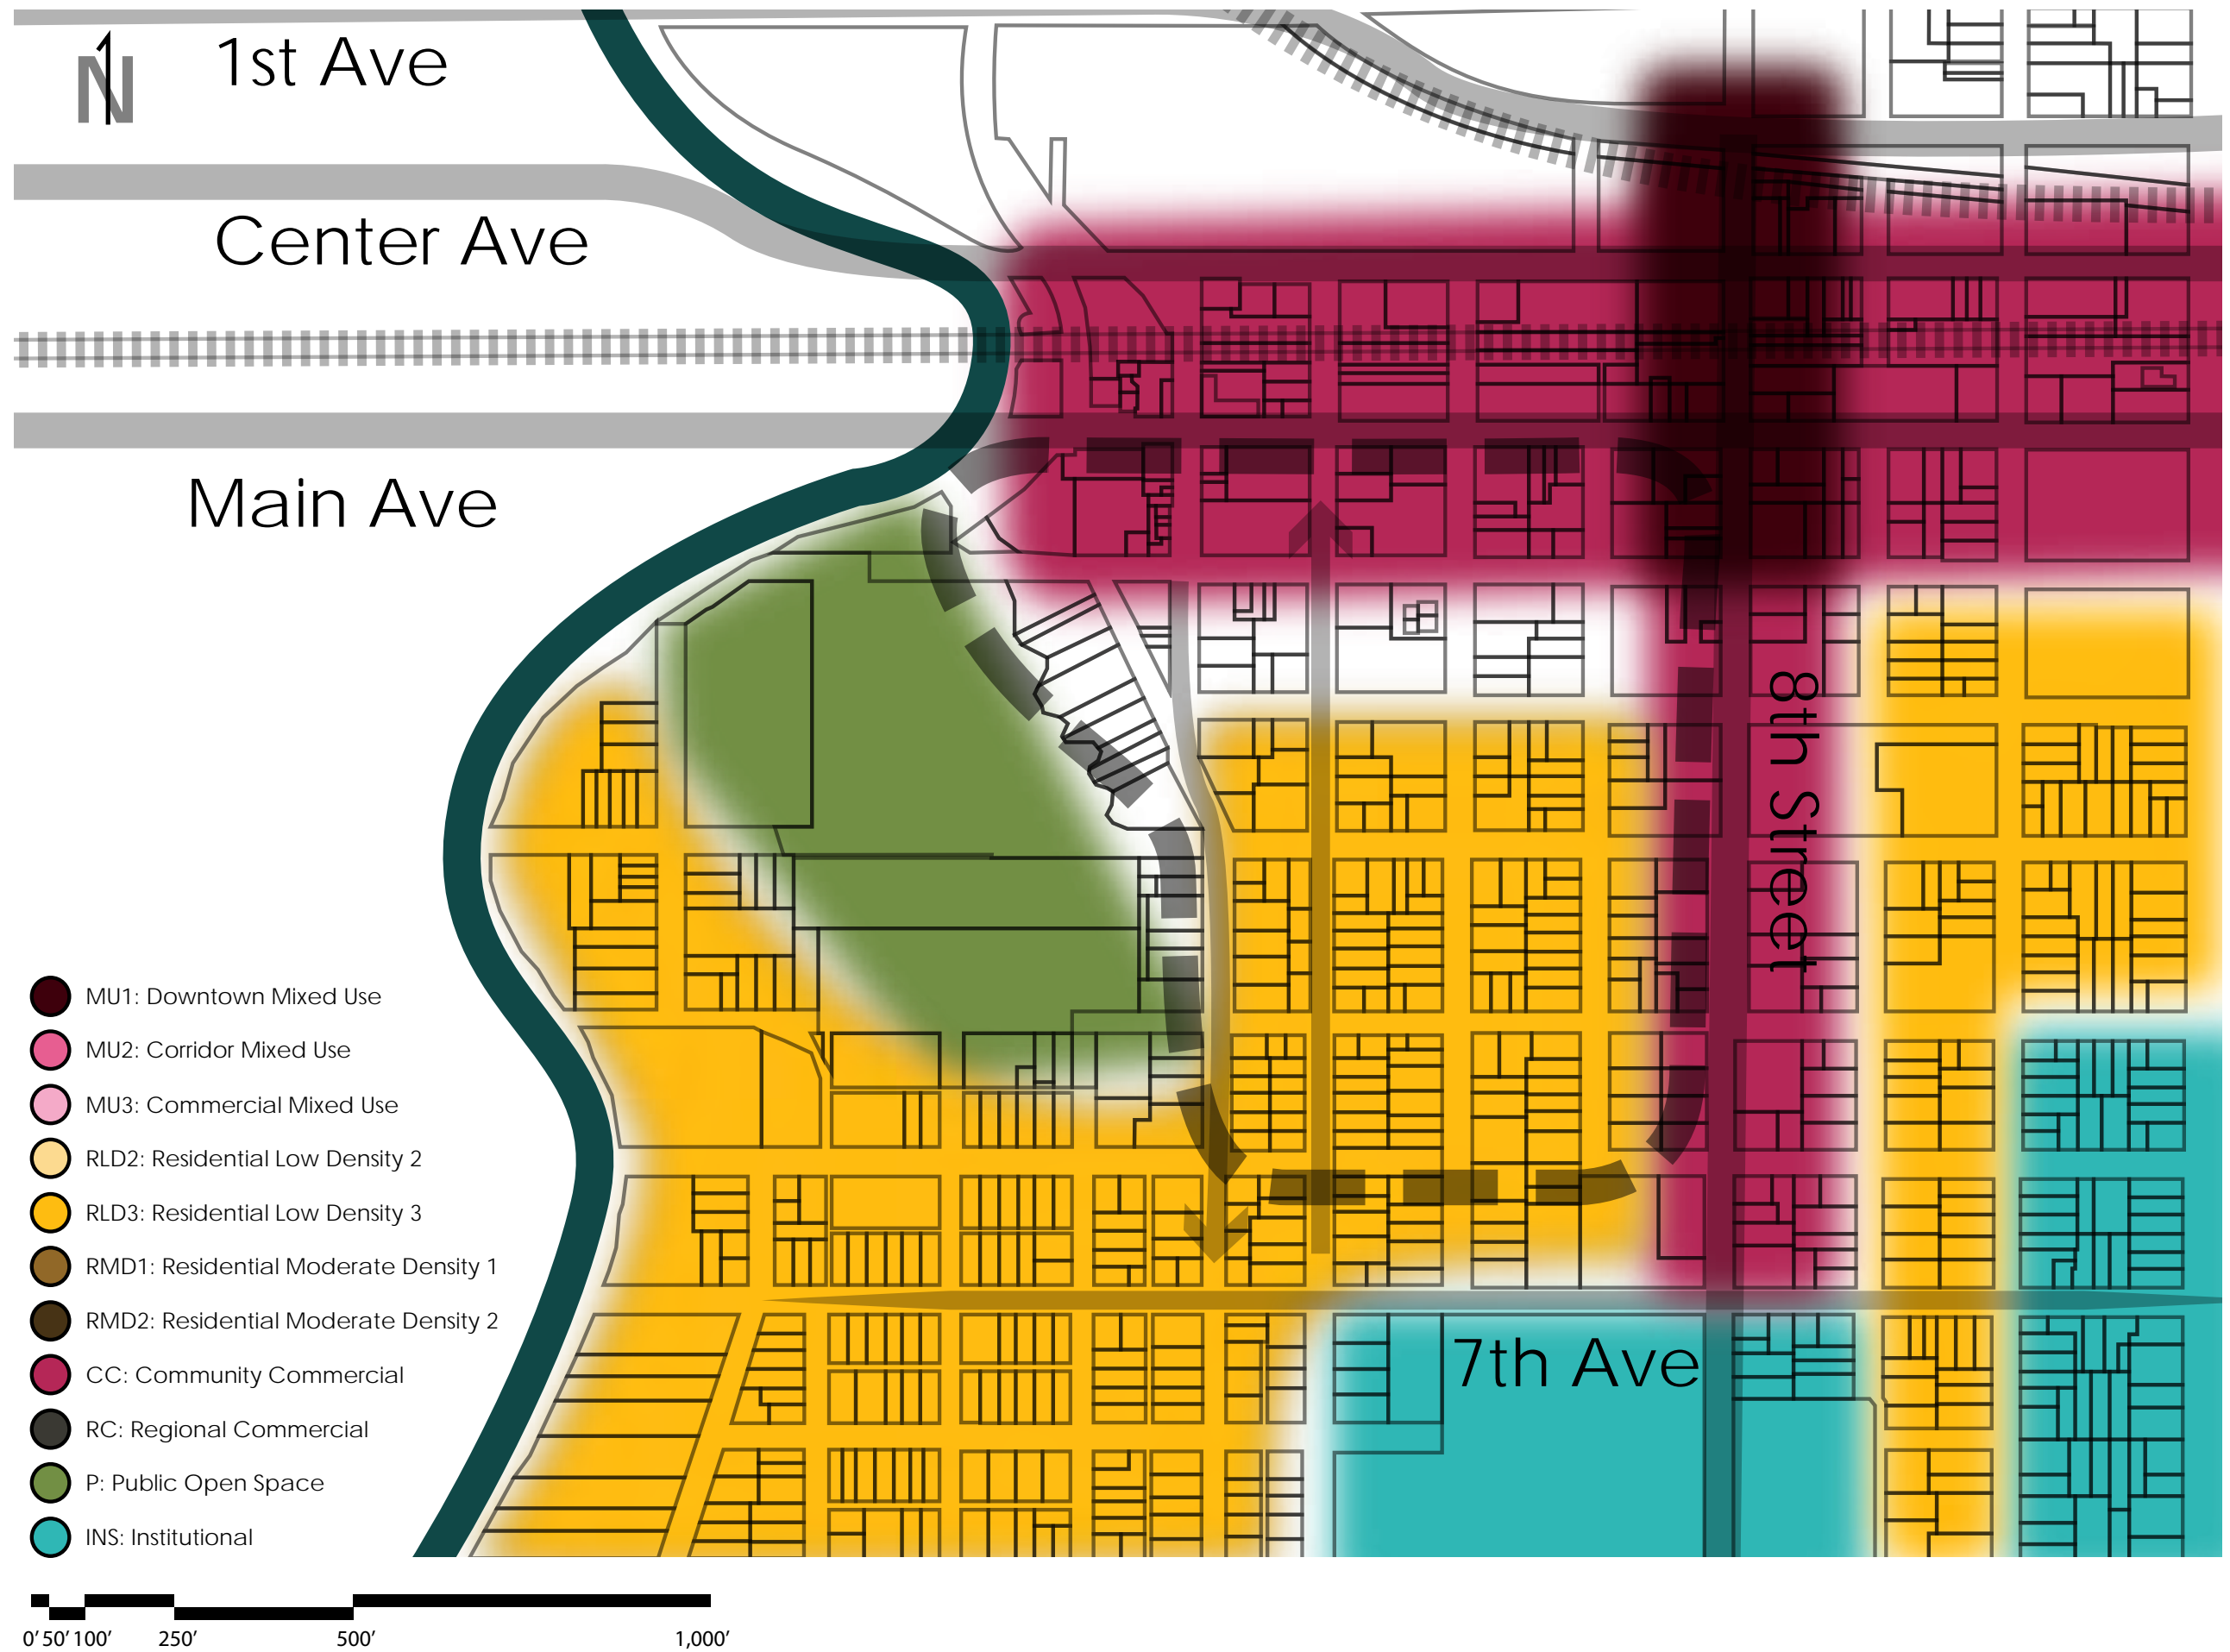 N
1st Ave
Center Ave
Main Ave
8th Street
7th Ave
MU1: Downtown Mixed Use
MU2: Corridor Mixed Use
MU3: Commercial Mixed Use
RLD2: Residential Low Density 2
RLD3: Residential Low Density 3
RMD1: Residential Moderate Density 1
RMD2: Residential Moderate Density 2
CC: Community Commercial
RC: Regional Commercial
P: Public Open Space
INS: Institutional
0' 50' 100' 250' 500' 1,000'